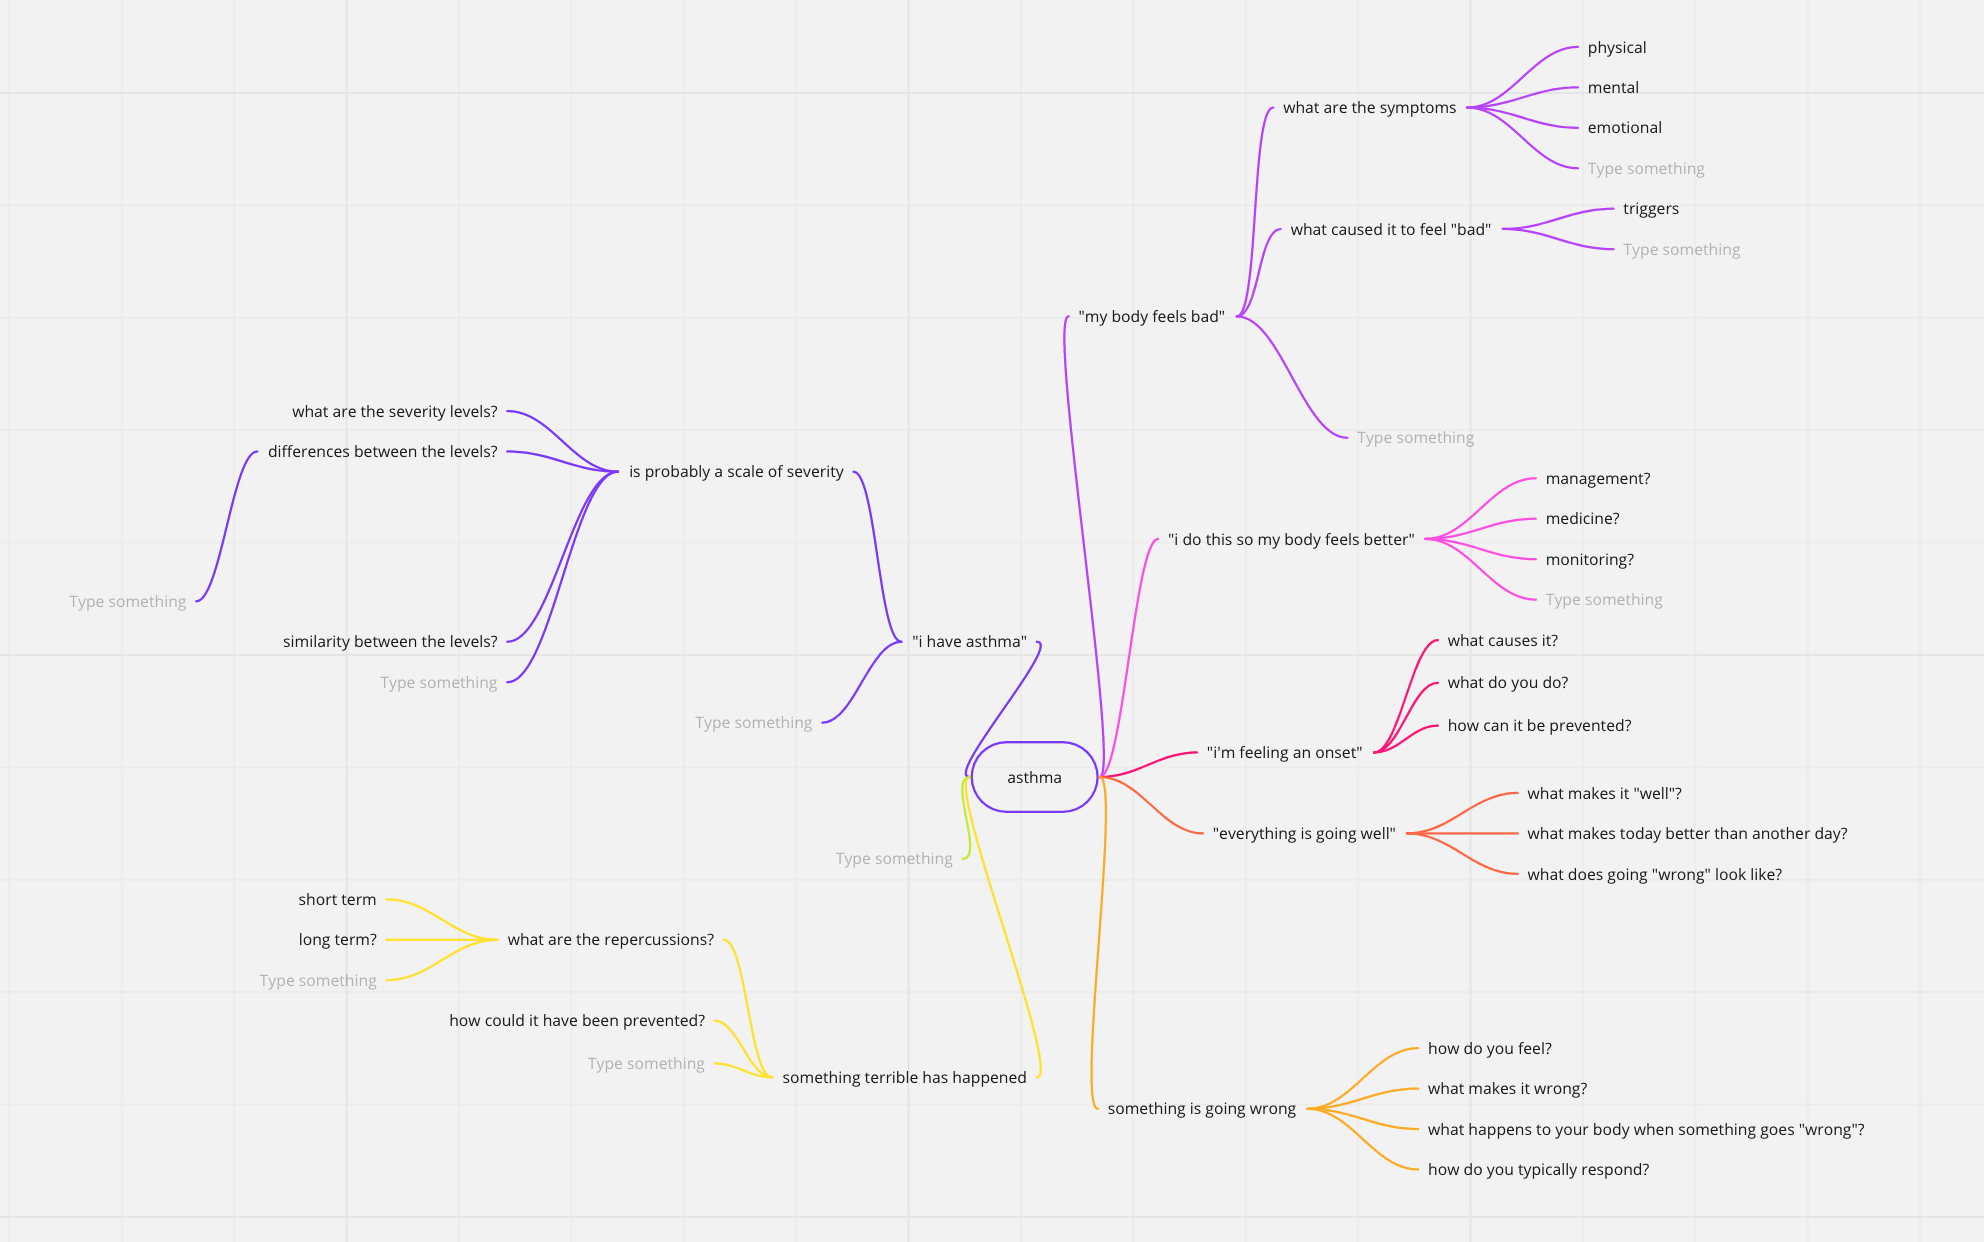 physical
mental
what are the symptoms
emotional
Type something
triggers
what caused it to feel "bad"
Type something
"my body feels bad"
Type something
what are the severity levels?
differences between the levels?
is probably a scale of severity
Type something
similarity between the levels?
Type something
"i have asthma"
Type something
management?
medicine?
"i do this so my body feels better"
monitoring?
Type something
what causes it?
what do you do?
how can it be prevented?
"i'm feeling an onset"
asthma
what makes it "well"?
"everything is going well"
what makes today better than another day?
what does going "wrong" look like?
Type something
short term
long term?
what are the repercussions?
Type something
how could it have been prevented?
Type something
something terrible has happened
how do you feel?
what makes it wrong?
something is going wrong
what happens to your body when something goes "wrong"?
how do you typically respond?